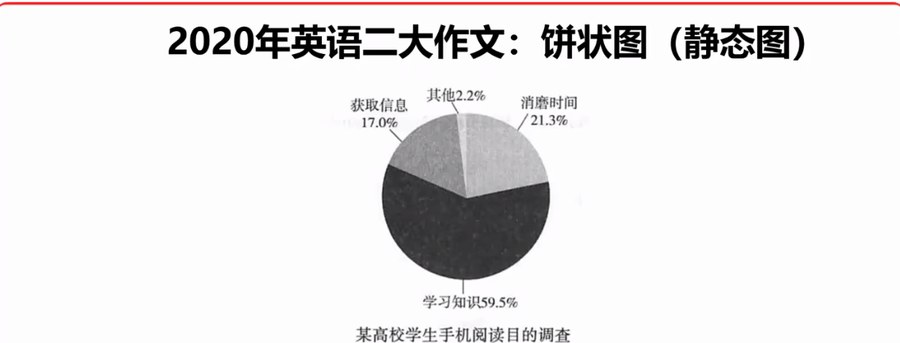 2020年英语二大作文：饼状图（静态图）
其他2.2%
获取信息
17.0%
消磨时间
21.3%
学习知识59.5%
某高校学生手机阅读目的调查